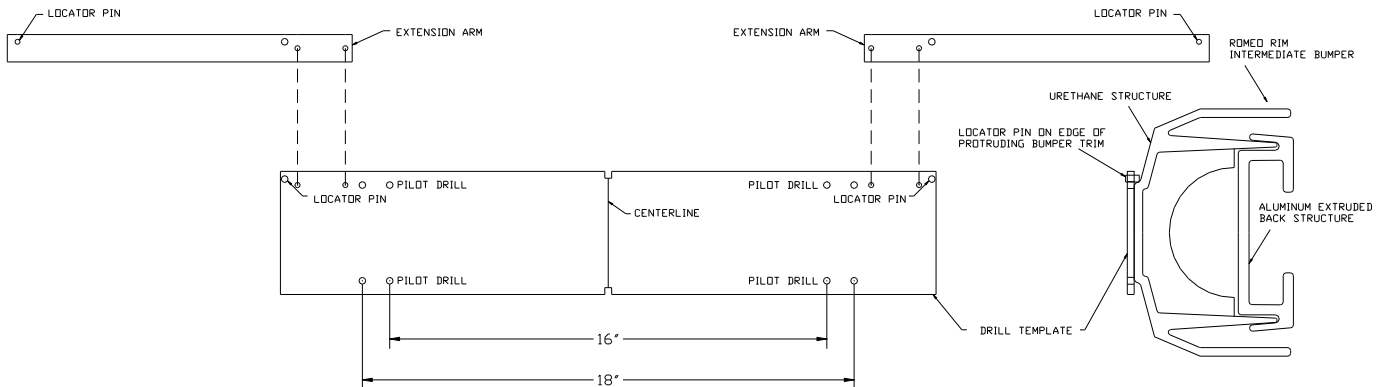 LOCATOR PIN
EXTENSION ARM
EXTENSION ARM
LOCATOR PIN
ROMEO RIM
INTERMEDIATE BUMPER
URETHANE STRUCTURE
LOCATOR PIN ON EDGE OF
PROTRUDING BUMPER TRIM
PILOT DRILL
LOCATOR PIN
CENTERLINE
PILOT DRILL
LOCATOR PIN
ALUMINUM EXTRUDED
BACK STRUCTURE
PILOT DRILL
PILOT DRILL
DRILL TEMPLATE
16"
18"